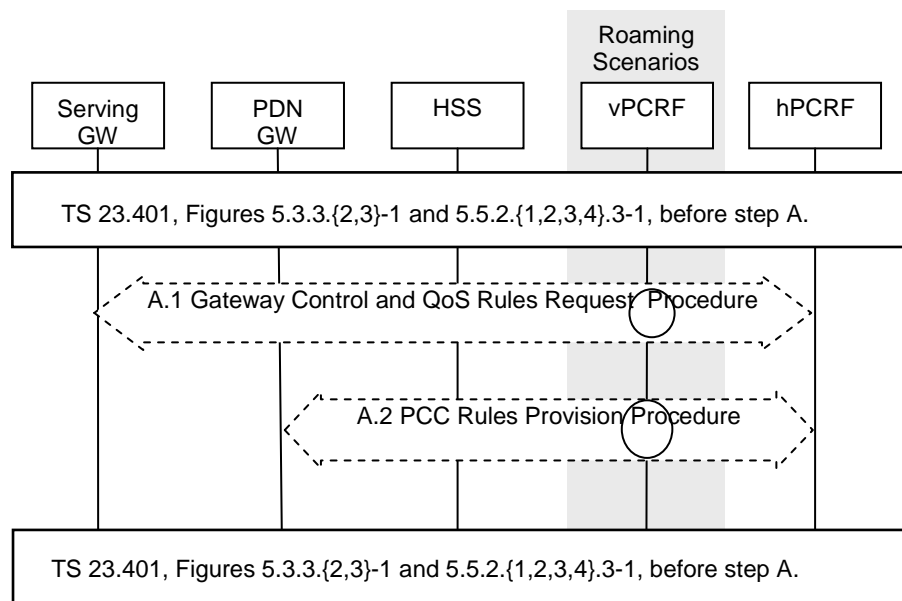 Roaming
Scenarios
Serving
GW
PDN
GW
HSS
vPCRF
hPCRF
TS 23.401, Figures 5.3.3.{2,3}-1 and 5.5.2.{1,2,3,4}.3-1, before step A.
A.1 Gateway Control and QoS Rules Request Procedure
A.2 PCC Rules Provision Procedure
TS 23.401, Figures 5.3.3.{2,3}-1 and 5.5.2.{1,2,3,4}.3-1, before step A.